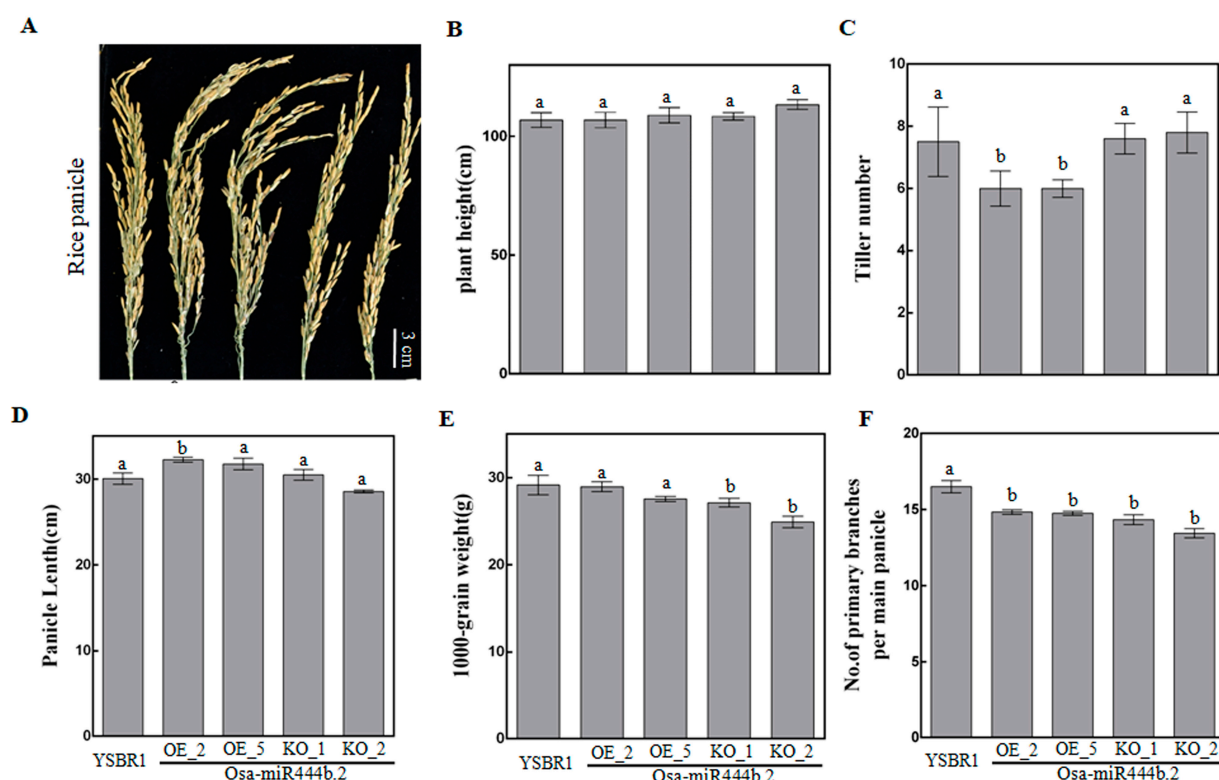 A
Rice panicle
3 cm
B
plant height(cm)
100
50
0
a a a a a
C
Tiller number
10
8
6
4
2
0
a b b a a
D
Panicle Lenth(cm)
30
20
10
0
a b a a a
YSBR1 OE_2 OE_5 KO_1 KO_2
Osa-miR444b.2
E
1000-grain weight(g)
30
20
10
0
a a a b b
YSBR1 OE_2 OE_5 KO_1 KO_2
Osa-miR444b.2
F
No.of primary branches
per main panicle
20
15
10
5
0
a b b b b
YSBR1 OE_2 OE_5 KO_1 KO_2
Osa-miR444b.2